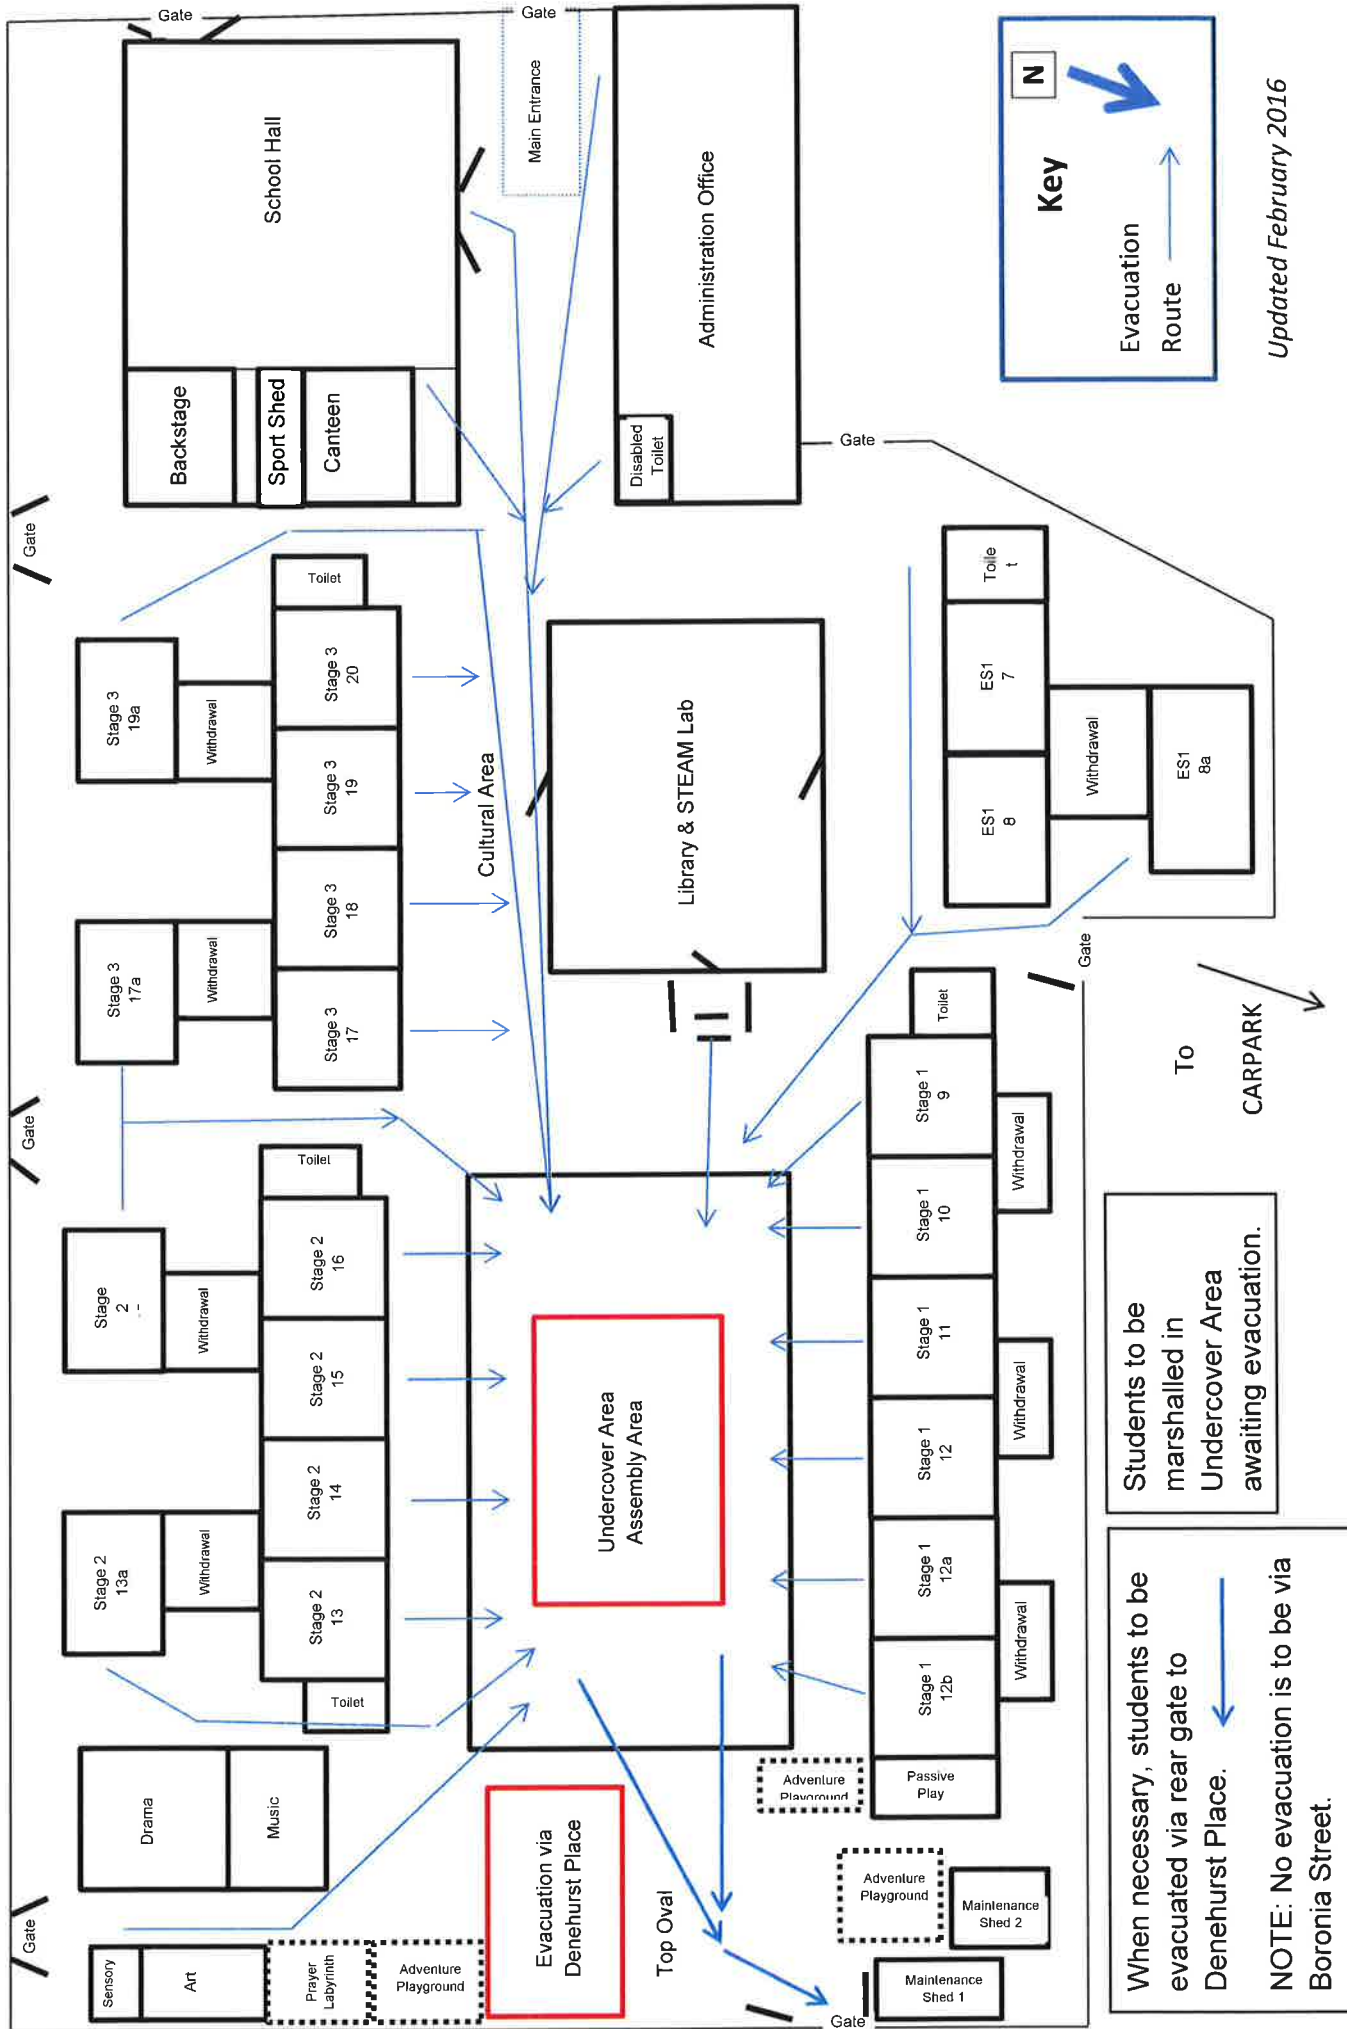 Gate
Gate
School Hall
Main Entrance
Administration Office
Backstage
Sport Shed
Canteen
Disabled
Toilet
Gate
Key
N
Evacuation
Route
Updated February 2016
Gate
Toilet
Stage 3
19a
Withdrawal
Stage 3
20
Stage 3
19
Stage 3
18
Stage 3
17
Stage 3
17a
Withdrawal
Cultural Area
Library & STEAM Lab
Toile
t
ES1
7
ES1
8
Withdrawal
ES1
8a
Gate
To
CARPARK
Gate
Toilet
Stage
2
Withdrawal
Stage 2
16
Stage 2
15
Stage 2
14
Stage 2
13
Stage 2
13a
Withdrawal
Toilet
Undercover Area
Assembly Area
Toilet
Stage 1
9
Stage 1
10
Stage 1
11
Stage 1
12
Stage 1
12a
Stage 1
12b
Passive
Play
Withdrawal
Withdrawal
Withdrawal
Students to be
marshalled in
Undercover Area
awaiting evacuation.
Gate
Drama
Music
Sensory
Art
Prayer
Labyrinth
Adventure
Playground
Evacuation via
Denehurst Place
Top Oval
Adventure
Playground
Adventure
Playground
Maintenance
Shed 2
Maintenance
Shed 1
Gate
When necessary, students to be
evacuated via rear gate to
Denehurst Place.
NOTE: No evacuation is to be via
Boronia Street.